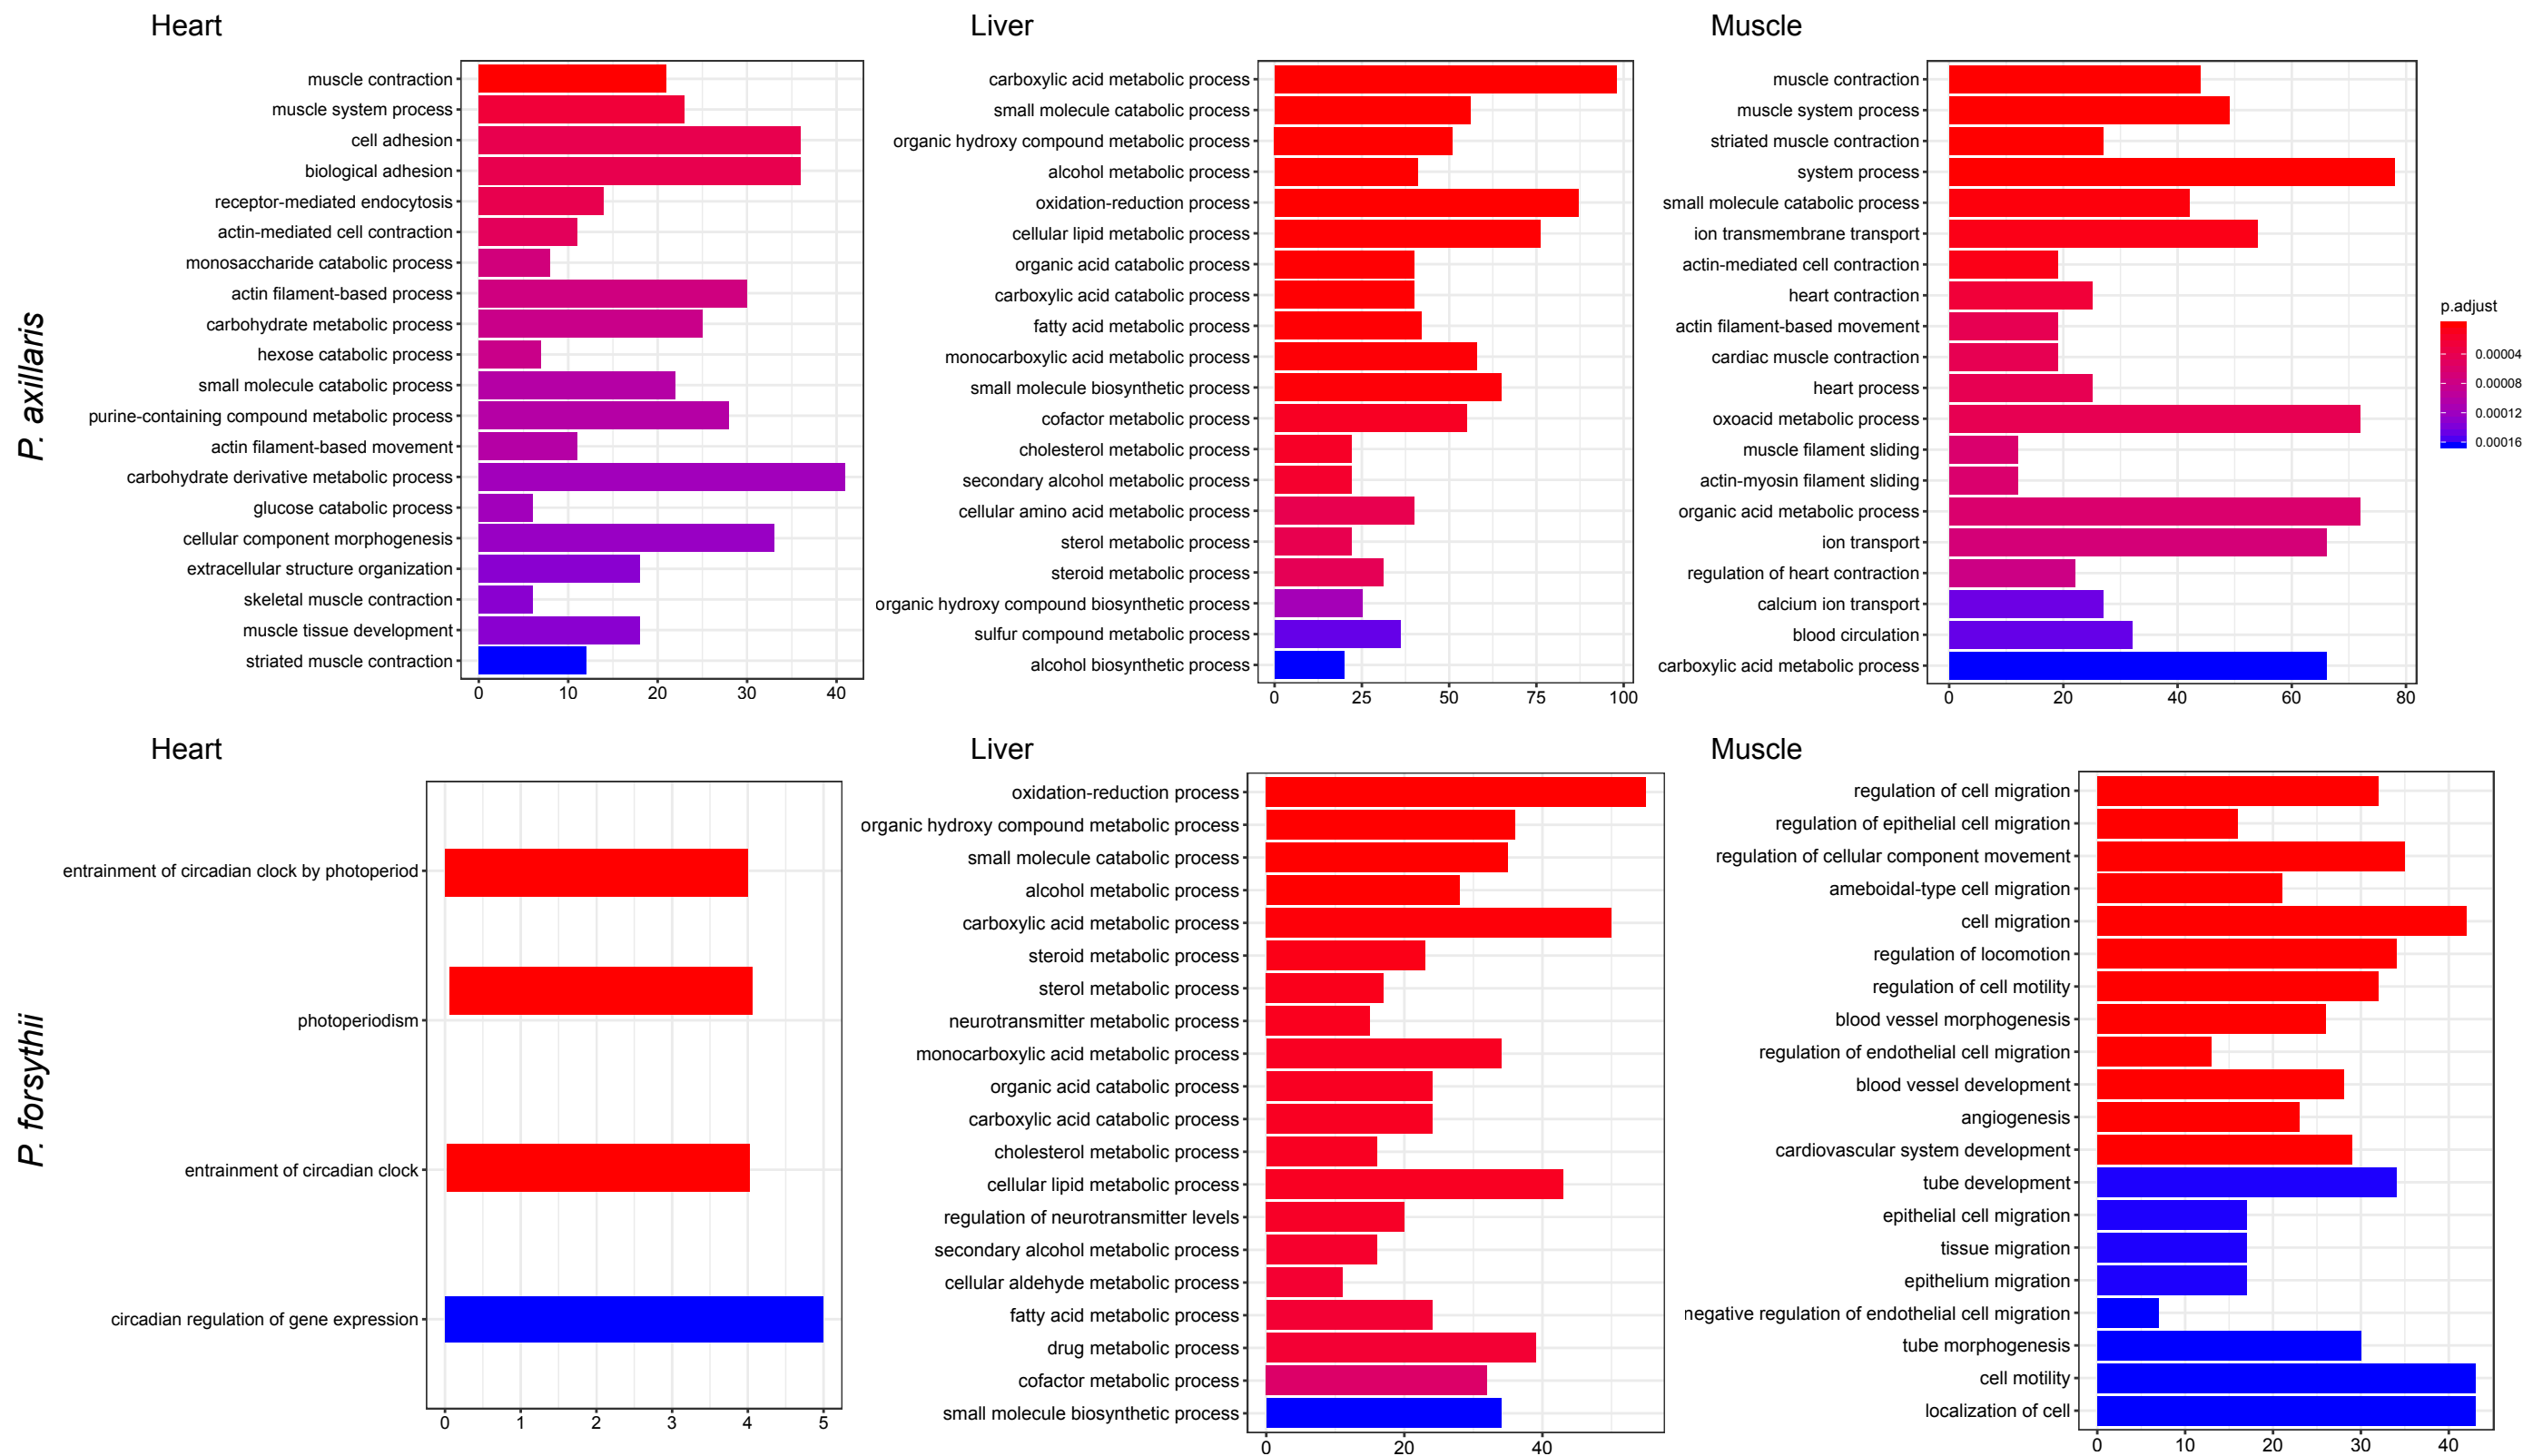 Heart
muscle contraction
muscle system process
cell adhesion
biological adhesion
receptor-mediated endocytosis
actin-mediated cell contraction
monosaccharide catabolic process
actin filament-based process
carbohydrate metabolic process
hexose catabolic process
small molecule catabolic process
purine-containing compound metabolic process
actin filament-based movement
carbohydrate derivative metabolic process
glucose catabolic process
cellular component morphogenesis
extracellular structure organization
skeletal muscle contraction
muscle tissue development
striated muscle contraction
0 10 20 30 40
Liver
carboxylic acid metabolic process
small molecule catabolic process
organic hydroxy compound metabolic process
alcohol metabolic process
oxidation-reduction process
cellular lipid metabolic process
organic acid catabolic process
carboxylic acid catabolic process
fatty acid metabolic process
monocarboxylic acid metabolic process
small molecule biosynthetic process
cofactor metabolic process
cholesterol metabolic process
secondary alcohol metabolic process
cellular amino acid metabolic process
sterol metabolic process
steroid metabolic process
organic hydroxy compound biosynthetic process
sulfur compound metabolic process
alcohol biosynthetic process
0 25 50 75 100
Muscle
muscle contraction
muscle system process
striated muscle contraction
system process
small molecule catabolic process
ion transmembrane transport
actin-mediated cell contraction
heart contraction
actin filament-based movement
cardiac muscle contraction
heart process
oxoacid metabolic process
muscle filament sliding
actin-myosin filament sliding
organic acid metabolic process
ion transport
regulation of heart contraction
calcium ion transport
blood circulation
carboxylic acid metabolic process
0 20 40 60 80
p.adjust
0.00004
0.00008
0.00012
0.00016
P. axillaris
Heart
entrainment of circadian clock by photoperiod
photoperiodism
entrainment of circadian clock
circadian regulation of gene expression
0 1 2 3 4 5
Liver
oxidation-reduction process
organic hydroxy compound metabolic process
small molecule catabolic process
alcohol metabolic process
carboxylic acid metabolic process
steroid metabolic process
sterol metabolic process
neurotransmitter metabolic process
monocarboxylic acid metabolic process
organic acid catabolic process
carboxylic acid catabolic process
cholesterol metabolic process
cellular lipid metabolic process
regulation of neurotransmitter levels
secondary alcohol metabolic process
cellular aldehyde metabolic process
fatty acid metabolic process
drug metabolic process
cofactor metabolic process
small molecule biosynthetic process
0 20 40
Muscle
regulation of cell migration
regulation of epithelial cell migration
regulation of cellular component movement
ameboidal-type cell migration
cell migration
regulation of locomotion
regulation of cell motility
blood vessel morphogenesis
regulation of endothelial cell migration
blood vessel development
angiogenesis
cardiovascular system development
tube development
epithelial cell migration
tissue migration
epithelium migration
negative regulation of endothelial cell migration
tube morphogenesis
cell motility
localization of cell
0 10 20 30 40
P. forsythii